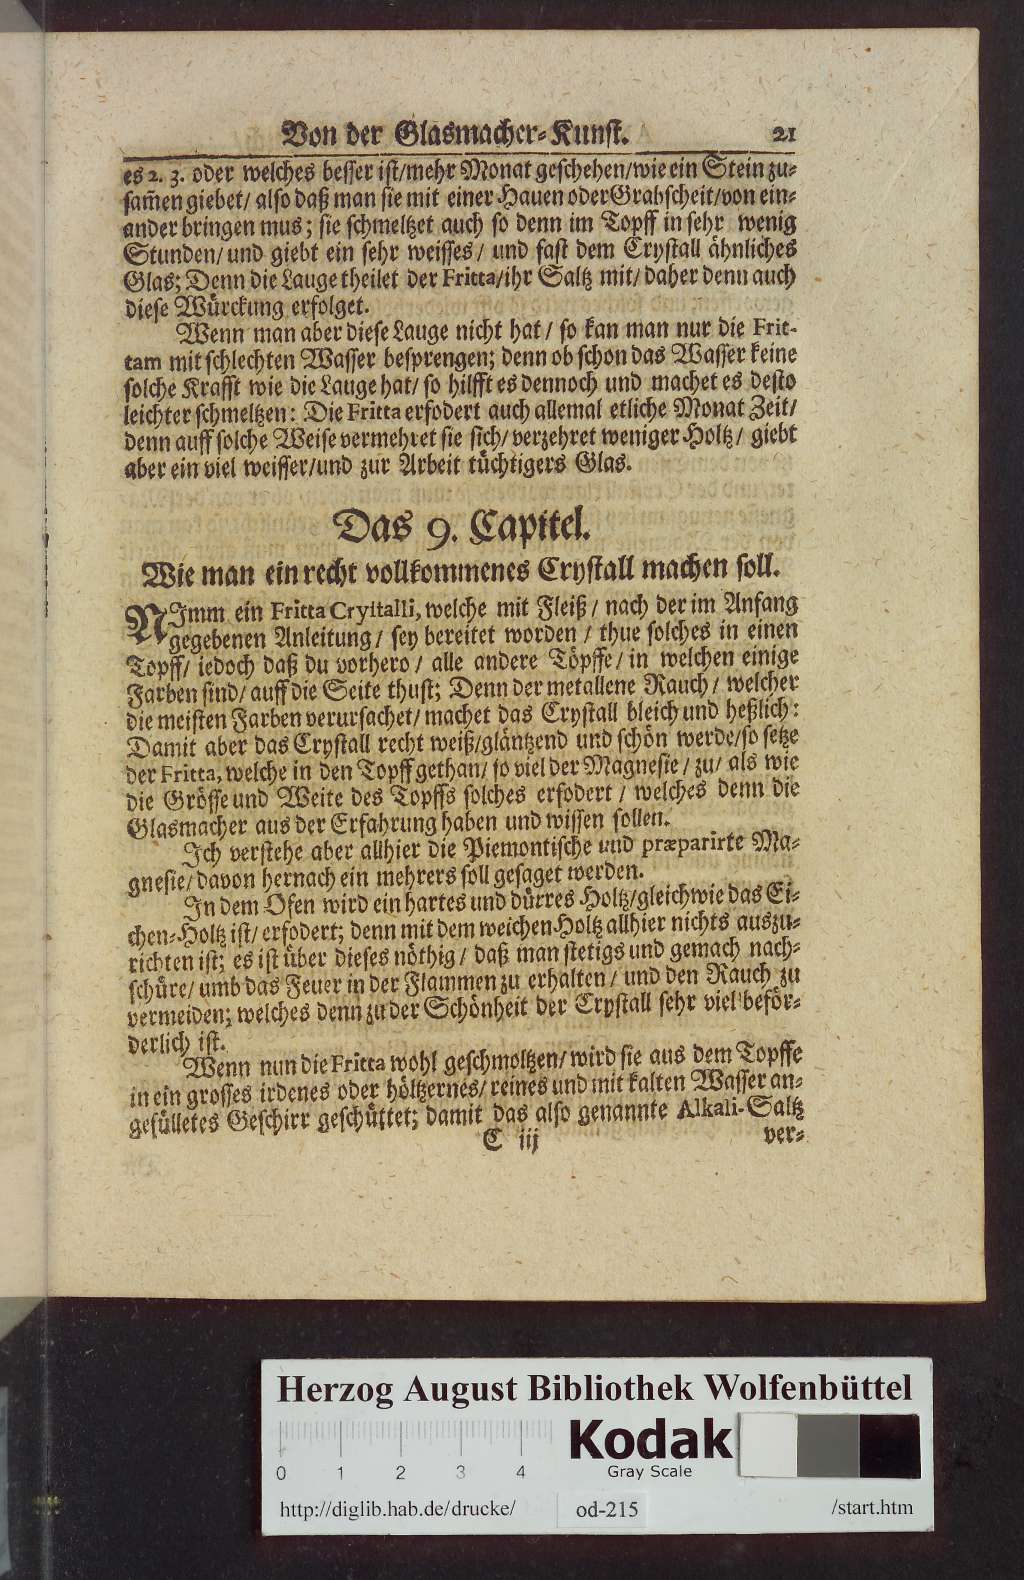 Von der Glasmacher-Kunst. 21
es 2. 3. oder welches besser ist/mehr Monat geschehen/wie ein Stein zu-
sam̃en giebet/ also daß man sie mit einer Hauen oder Grabscheit/von ein-
ander bringen mus; sie schmeltzet auch so denn im Topff in sehr wenig
Stunden/ und giebt ein sehr weisses/ und fast dem Crystall ähnliches
Glas; Denn die Lauge theilet der Fritta/ihr Saltz mit/ daher denn auch
diese Würckung erfolget.
Wenn man aber diese Lauge nicht hat/ so kan man nur die Frit-
tam mit schlechten Wasser besprengen; denn ob schon das Wasser keine
solche Krafft wie die Lauge hat/ so hilfft es dennoch und machet es desto
leichter schmeltzen: Die Fritta erfodert auch allemal etliche Monat Zeit/
denn auff solche Weise vermehret sie sich/ verzehret weniger Holtz/ giebt
aber ein viel weisser/und zur Arbeit tüchtigers Glas.
Das 9. Capitel.
Wie man ein recht vollkommenes Crystall machen soll.
NImm ein Fritta Crystalli, welche mit Fleiß/ nach der im Anfang
gegebenen Anleitung/ sey bereitet worden/ thue solches in einen
Topff/ iedoch daß du vorhero/ alle andere Töpffe/ in welchen einige
Farben sind/ auff die Seite thust; Denn der metallene Rauch/ welcher
die meisten Farben verursachet/ machet das Crystall bleich und heßlich:
Damit aber das Crystall recht weiß/gläntzend und schön werde/so setze
der Fritta, welche in den Topff gethan/ so viel der Magnesie/ zu/ als wie
die Grösse und Weite des Topffs solches erfodert/ welches denn die
Glasmacher aus der Erfahrung haben und wissen sollen.
Ich verstehe aber allhier die Piemontische und præparirte Ma-
gnesie/ davon hernach ein mehrers soll gesaget werden.
In dem Ofen wird ein hartes und dürres Holtz/gleichwie das Ei-
chen-Holtz ist/ erfodert; denn mit dem weichen Holtz allhier nichts auszu-
richten ist; es ist über dieses nöthig/ daß man stetigs und gemach nach-
schüre/ umb das Feuer in der Flammen zu erhalten/ und den Rauch zu
vermeiden; welches denn zu der Schönheit der Crystall sehr viel beför-
derlich ist.
Wenn nun die Fritta wohl geschmoltzen/ wird sie aus dem Topffe
in ein grosses irdenes oder höltzernes/ reines und mit kalten Wasser an-
gefülletes Geschirr geschüttet; damit das also genannte Alkali-Saltz
C iij ver-
Herzog August Bibliothek Wolfenbüttel
Kodak
Gray Scale
0 1 2 3 4
http://diglib.hab.de/drucke/ od-215 /start.htm